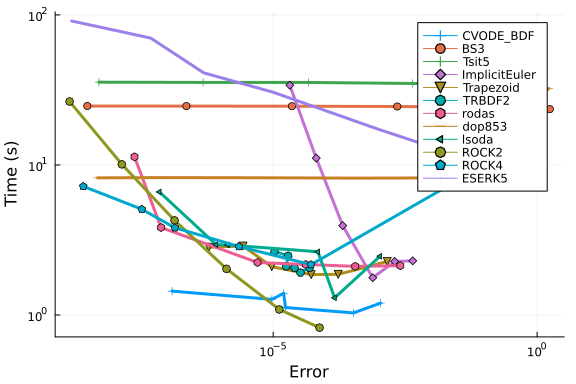 10²
10¹
10⁰
Time (s)
10⁻⁵
10⁰
Error
CVODE_BDF
BS3
Tsit5
ImplicitEuler
Trapezoid
TRBDF2
rodas
dop853
lsoda
ROCK2
ROCK4
ESERK5